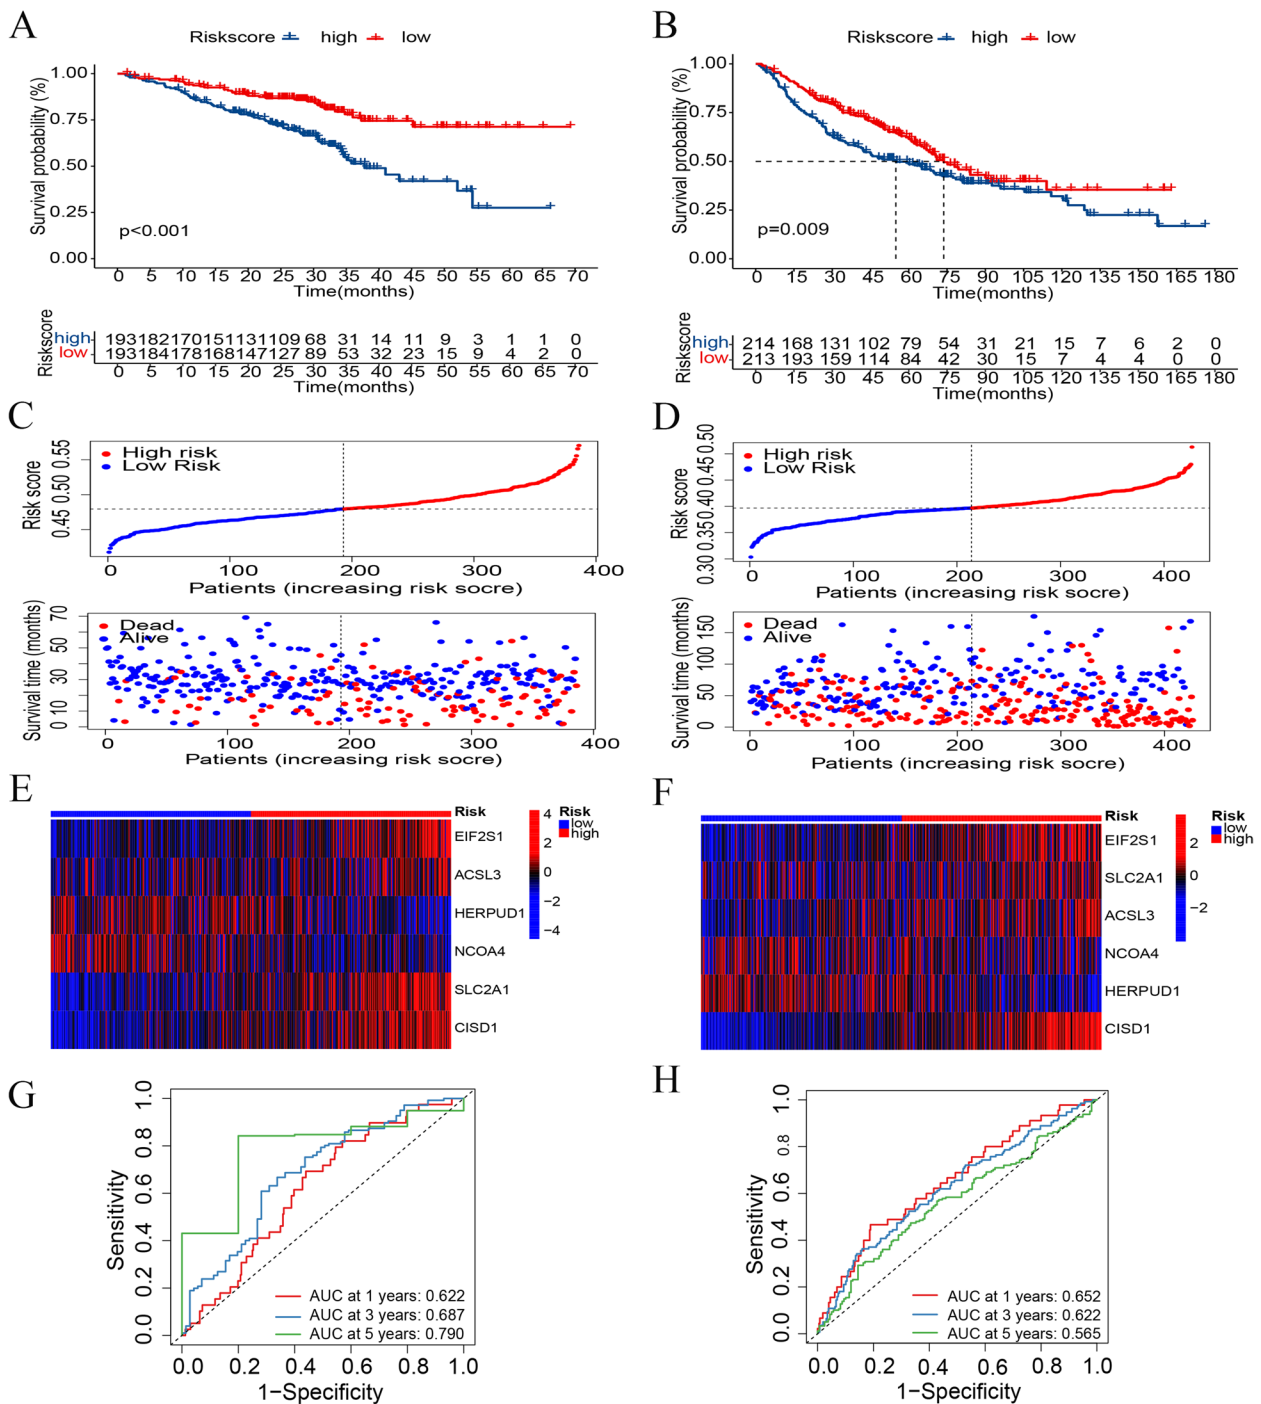 A
Riskscore high low
Survival probability (%)
1.00
0.75
0.50
0.25
0.00
p<0.001
0 5 10 15 20 25 30 35 40 45 50 55 60 65 70
Time(months)
Riskscore
high 193 182 170 151 131 109 68 31 14 11 9 3 1 1 0
low 193 184 178 168 147 127 89 53 32 23 15 9 4 2 0
0 5 10 15 20 25 30 35 40 45 50 55 60 65 70
Time(months)
B
Riskscore high low
Survival probability (%)
1.00
0.75
0.50
0.25
0.00
p=0.009
0 15 30 45 60 75 90 105 120 135 150 165 180
Time(months)
Riskscore
high 214 168 131 102 79 54 31 21 15 7 6 2 0
low 213 193 159 114 84 42 30 15 7 4 4 0 0
0 15 30 45 60 75 90 105 120 135 150 165 180
Time(months)
C
Risk score
0.45 0.50 0.55
High risk
Low Risk
0 100 200 300 400
Patients (increasing risk socre)
Survival time (months)
0 10 30 50 70
Dead
Alive
0 100 200 300 400
Patients (increasing risk socre)
D
Risk score
0.30 0.35 0.40 0.45 0.50
High risk
Low Risk
0 100 200 300 400
Patients (increasing risk socre)
Survival time (months)
0 50 100 150
Dead
Alive
0 100 200 300 400
Patients (increasing risk socre)
E
Risk
EIF2S1
ACSL3
HERPUD1
NCOA4
SLC2A1
CISD1
4
2
0
−2
−4
Risk
low
high
F
Risk
EIF2S1
SLC2A1
ACSL3
NCOA4
HERPUD1
CISD1
2
0
−2
Risk
low
high
G
Sensitivity
0.0 0.2 0.4 0.6 0.8 1.0
AUC at 1 years: 0.622
AUC at 3 years: 0.687
AUC at 5 years: 0.790
0.0 0.2 0.4 0.6 0.8 1.0
1−Specificity
H
Sensitivity
0.0 0.2 0.4 0.6 0.8 1.0
AUC at 1 years: 0.652
AUC at 3 years: 0.622
AUC at 5 years: 0.565
0.0 0.2 0.4 0.6 0.8 1.0
1−Specificity